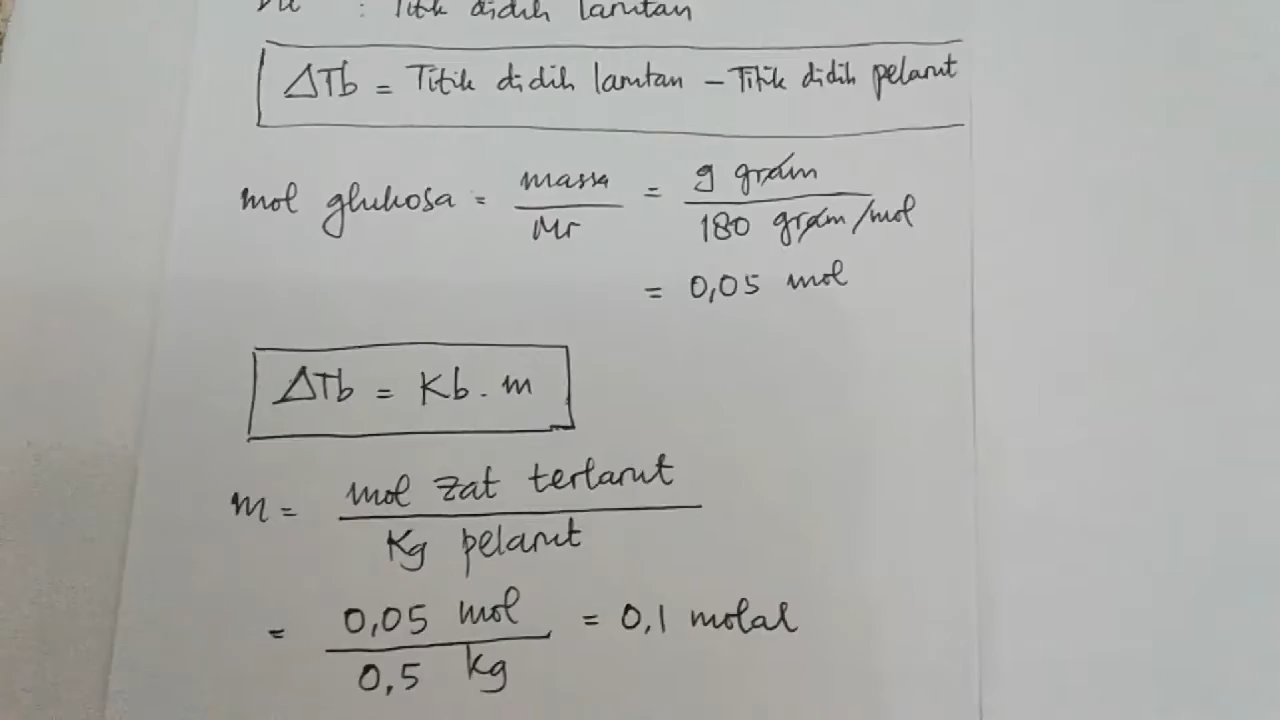 : Titik didih larutan
ΔTb = Titik didih larutan – Titik didih pelarut
mol glukosa = massa / Mr = 9 gram / 180 gram/mol
= 0,05 mol
ΔTb = Kb . m
m = mol zat terlarut / Kg pelarut
= 0,05 mol / 0,5 kg = 0,1 molal